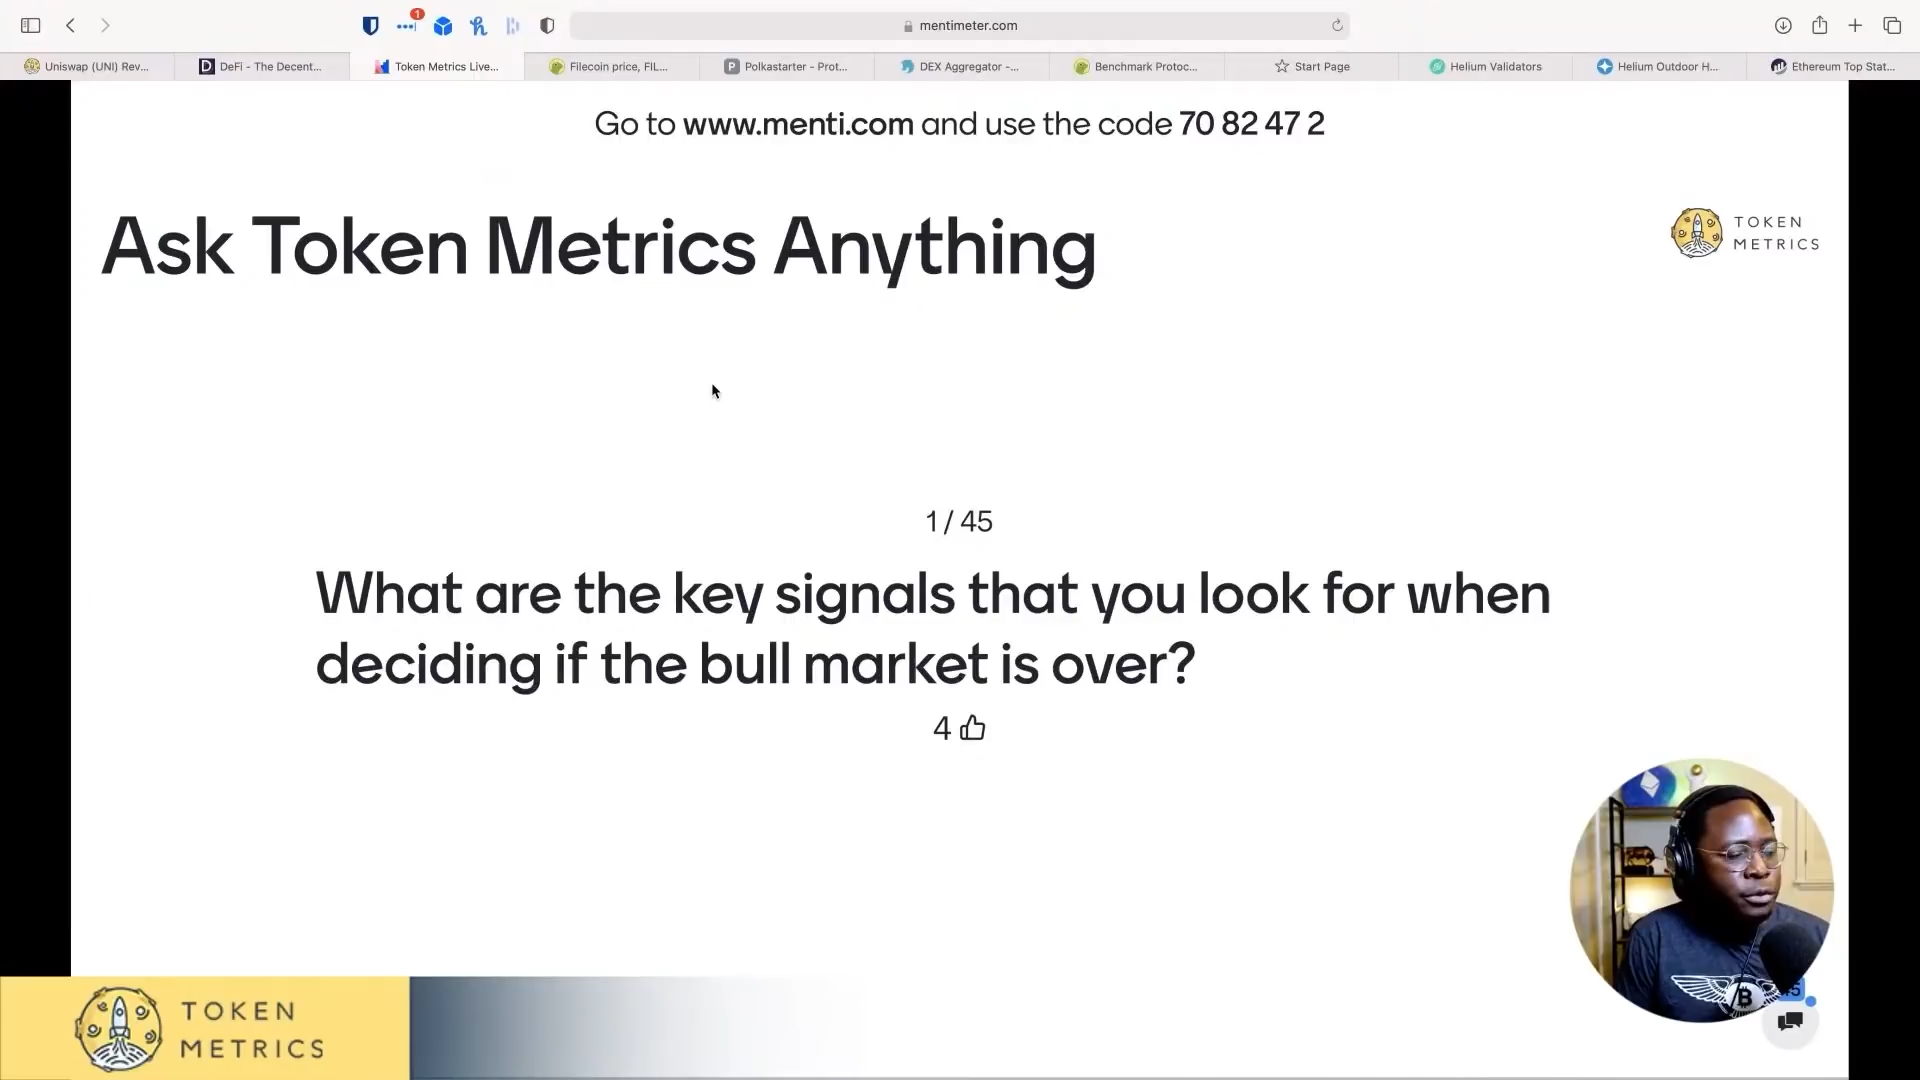 mentimeter.com
1
Uniswap (UNI) Rev...
DeFi - The Decent...
Token Metrics Live...
Filecoin price, FIL...
Polkastarter - Prot...
DEX Aggregator -...
Benchmark Protoc...
Start Page
Helium Validators
Helium Outdoor H...
Ethereum Top Stat...
Go to www.menti.com and use the code 70 82 47 2
Ask Token Metrics Anything
TOKEN
METRICS
1 / 45
What are the key signals that you look for when
deciding if the bull market is over?
4
TOKEN
METRICS